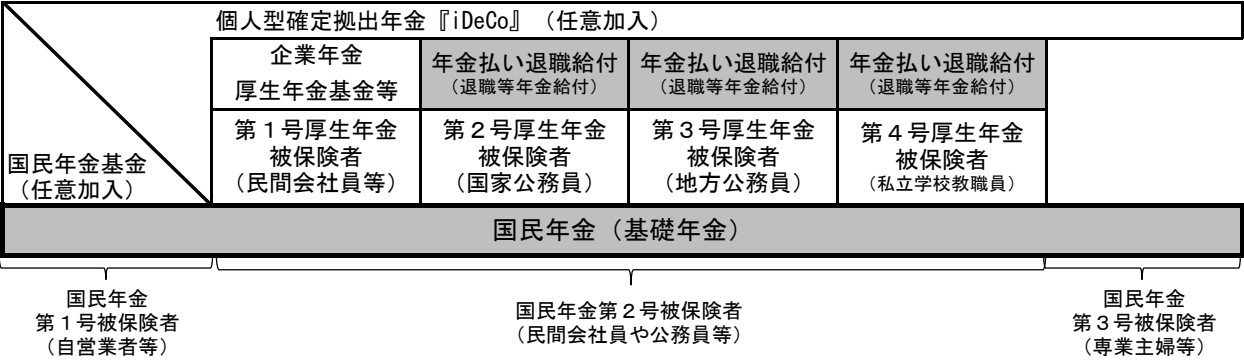 個人型確定拠出年金『iDeCo』（任意加入）
企業年金
厚生年金基金等
年金払い退職給付
（退職等年金給付）
年金払い退職給付
（退職等年金給付）
年金払い退職給付
（退職等年金給付）
国民年金基金
（任意加入）
第１号厚生年金
被保険者
（民間会社員等）
第２号厚生年金
被保険者
（国家公務員）
第３号厚生年金
被保険者
（地方公務員）
第４号厚生年金
被保険者
（私立学校教職員）
国民年金（基礎年金）
国民年金
第１号被保険者
（自営業者等）
国民年金第２号被保険者
（民間会社員や公務員等）
国民年金
第３号被保険者
（専業主婦等）